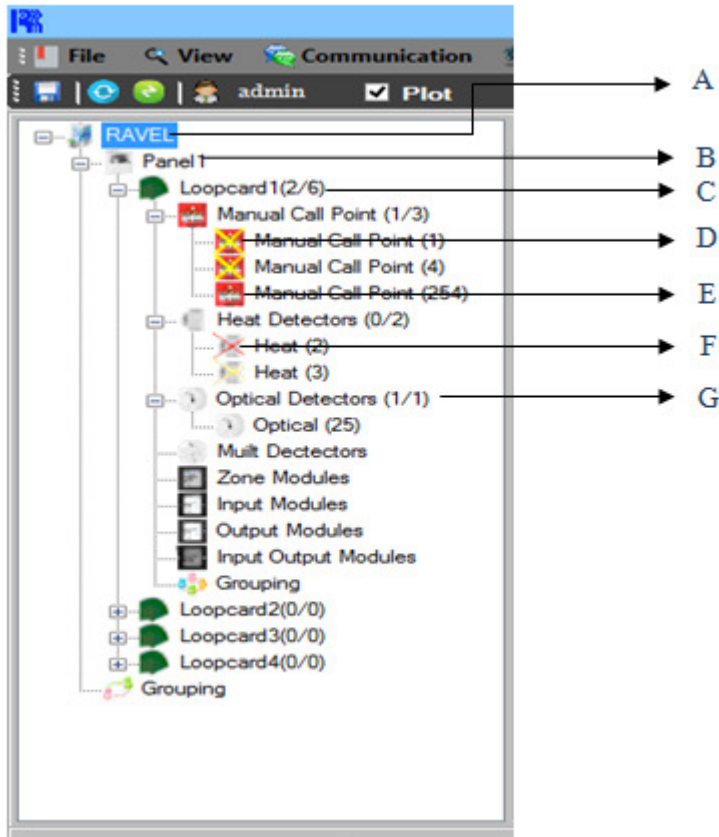 File View Communication
admin Plot
RAVEL A
Panel1 B
Loopcard1(2/6) C
Manual Call Point (1/3)
Manual Call Point (1) D
Manual Call Point (4)
Manual Call Point (254) E
Heat Detectors (0/2)
Heat (2) F
Heat (3)
Optical Detectors (1/1) G
Optical (25)
Muilt Dectectors
Zone Modules
Input Modules
Output Modules
Input Output Modules
Grouping
Loopcard2(0/0)
Loopcard3(0/0)
Loopcard4(0/0)
Grouping